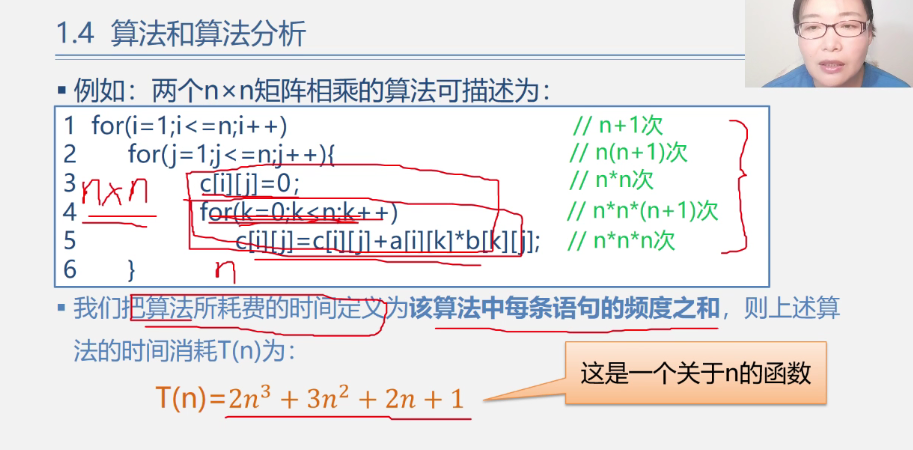 1.4 算法和算法分析
▪ 例如：两个n×n矩阵相乘的算法可描述为：
1 for(i=1;i<=n;i++) // n+1次
2 for(j=1;j<=n;j++){ // n(n+1)次
3 c[i][j]=0; // n*n次
n×n
4 for(k=0;k<n;k++) // n*n*(n+1)次
5 c[i][j]=c[i][j]+a[i][k]*b[k][j]; // n*n*n次
6 }
n
▪ 我们把算法所耗费的时间定义为该算法中每条语句的频度之和，则上述算
法的时间消耗T(n)为：
这是一个关于n的函数
T(n)=2n³ + 3n² + 2n + 1